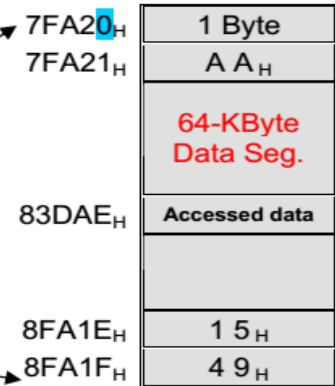 7FA20H 1 Byte
7FA21H A AH
64-KByte
Data Seg.
83DAEH Accessed data
8FA1EH 1 5H
8FA1FH 4 9H